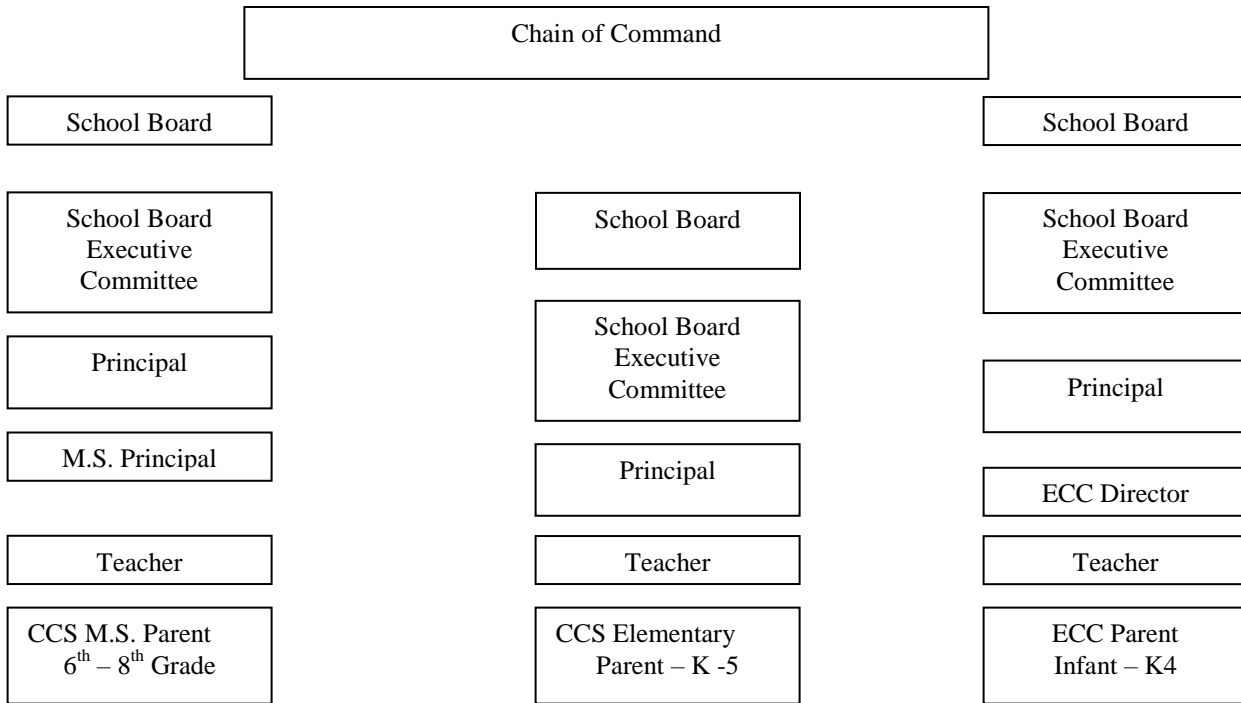 Chain of Command
School Board
School Board
Executive
Committee
Principal
M.S. Principal
Teacher
CCS M.S. Parent
6th – 8th Grade
School Board
School Board
Executive
Committee
Principal
Teacher
CCS Elementary
Parent – K -5
School Board
School Board
Executive
Committee
Principal
ECC Director
Teacher
ECC Parent
Infant – K4